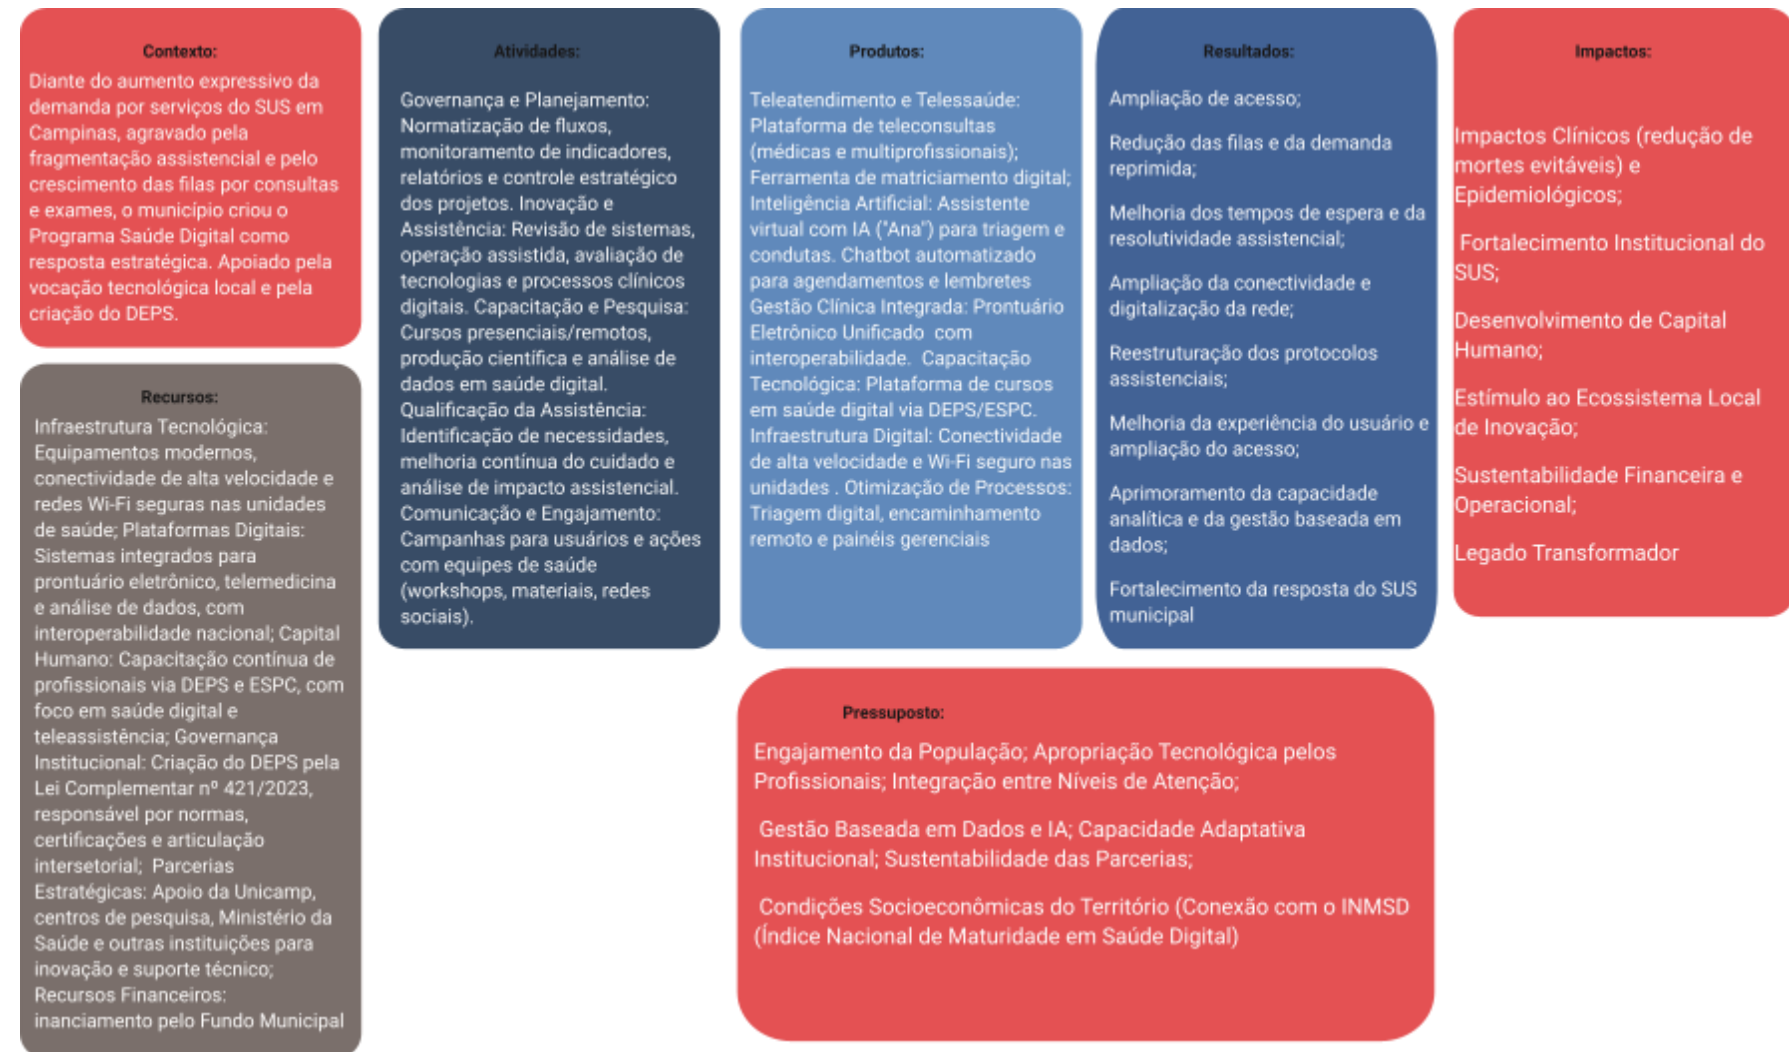 Contexto:
Diante do aumento expressivo da
demanda por serviços do SUS em
Campinas, agravado pela
fragmentação assistencial e pelo
crescimento das filas por consultas
e exames, o município criou o
Programa Saúde Digital como
resposta estratégica. Apoiado pela
vocação tecnológica local e pela
criação do DEPS.
Recursos:
Infraestrutura Tecnológica:
Equipamentos modernos,
conectividade de alta velocidade e
redes Wi-Fi seguras nas unidades
de saúde; Plataformas Digitais:
Sistemas integrados para
prontuário eletrônico, telemedicina
e análise de dados, com
interoperabilidade nacional; Capital
Humano: Capacitação contínua de
profissionais via DEPS e ESPC, com
foco em saúde digital e
teleassistência; Governança
Institucional: Criação do DEPS pela
Lei Complementar nº 421/2023,
responsável por normas,
certificações e articulação
intersetorial;  Parcerias
Estratégicas: Apoio da Unicamp,
centros de pesquisa, Ministério da
Saúde e outras instituições para
inovação e suporte técnico;
Recursos Financeiros:
inanciamento pelo Fundo Municipal
Atividades:
Governança e Planejamento:
Normatização de fluxos,
monitoramento de indicadores,
relatórios e controle estratégico
dos projetos. Inovação e
Assistência: Revisão de sistemas,
operação assistida, avaliação de
tecnologias e processos clínicos
digitais. Capacitação e Pesquisa:
Cursos presenciais/remotos,
produção científica e análise de
dados em saúde digital.
Qualificação da Assistência:
Identificação de necessidades,
melhoria contínua do cuidado e
análise de impacto assistencial.
Comunicação e Engajamento:
Campanhas para usuários e ações
com equipes de saúde
(workshops, materiais, redes
sociais).
Produtos:
Teleatendimento e Telessaúde:
Plataforma de teleconsultas
(médicas e multiprofissionais);
Ferramenta de matriciamento digital;
Inteligência Artificial: Assistente
virtual com IA ("Ana") para triagem e
condutas. Chatbot automatizado
para agendamentos e lembretes
Gestão Clínica Integrada: Prontuário
Eletrônico Unificado  com
interoperabilidade.  Capacitação
Tecnológica: Plataforma de cursos
em saúde digital via DEPS/ESPC.
Infraestrutura Digital: Conectividade
de alta velocidade e Wi-Fi seguro nas
unidades . Otimização de Processos:
Triagem digital, encaminhamento
remoto e painéis gerenciais
Resultados:
Ampliação de acesso;
Redução das filas e da demanda
reprimida;
Melhoria dos tempos de espera e da
resolutividade assistencial;
Ampliação da conectividade e
digitalização da rede;
Reestruturação dos protocolos
assistenciais;
Melhoria da experiência do usuário e
ampliação do acesso;
Aprimoramento da capacidade
analítica e da gestão baseada em
dados;
Fortalecimento da resposta do SUS
municipal
Impactos:
Impactos Clínicos (redução de
mortes evitáveis) e
Epidemiológicos;
Fortalecimento Institucional do
SUS;
Desenvolvimento de Capital
Humano;
Estímulo ao Ecossistema Local
de Inovação;
Sustentabilidade Financeira e
Operacional;
Legado Transformador
Pressuposto:
Engajamento da População; Apropriação Tecnológica pelos
Profissionais; Integração entre Níveis de Atenção;
Gestão Baseada em Dados e IA; Capacidade Adaptativa
Institucional; Sustentabilidade das Parcerias;
Condições Socioeconômicas do Território (Conexão com o INMSD
(Índice Nacional de Maturidade em Saúde Digital)